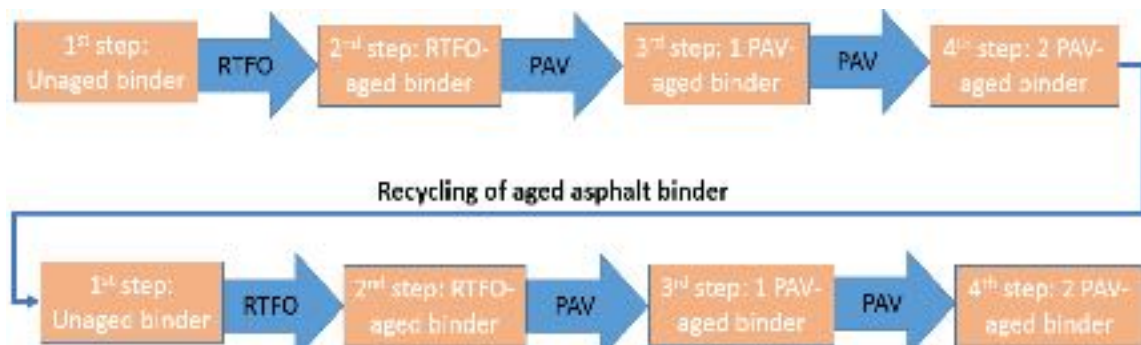 1st step:
Unaged binder
RTFO
2nd step: RTFO-
aged binder
PAV
3rd step: 1 PAV-
aged binder
PAV
4th step: 2 PAV-
aged binder
Recycling of aged asphalt binder
1st step:
Unaged binder
RTFO
2nd step: RTFO-
aged binder
PAV
3rd step: 1 PAV-
aged binder
PAV
4th step: 2 PAV-
aged binder